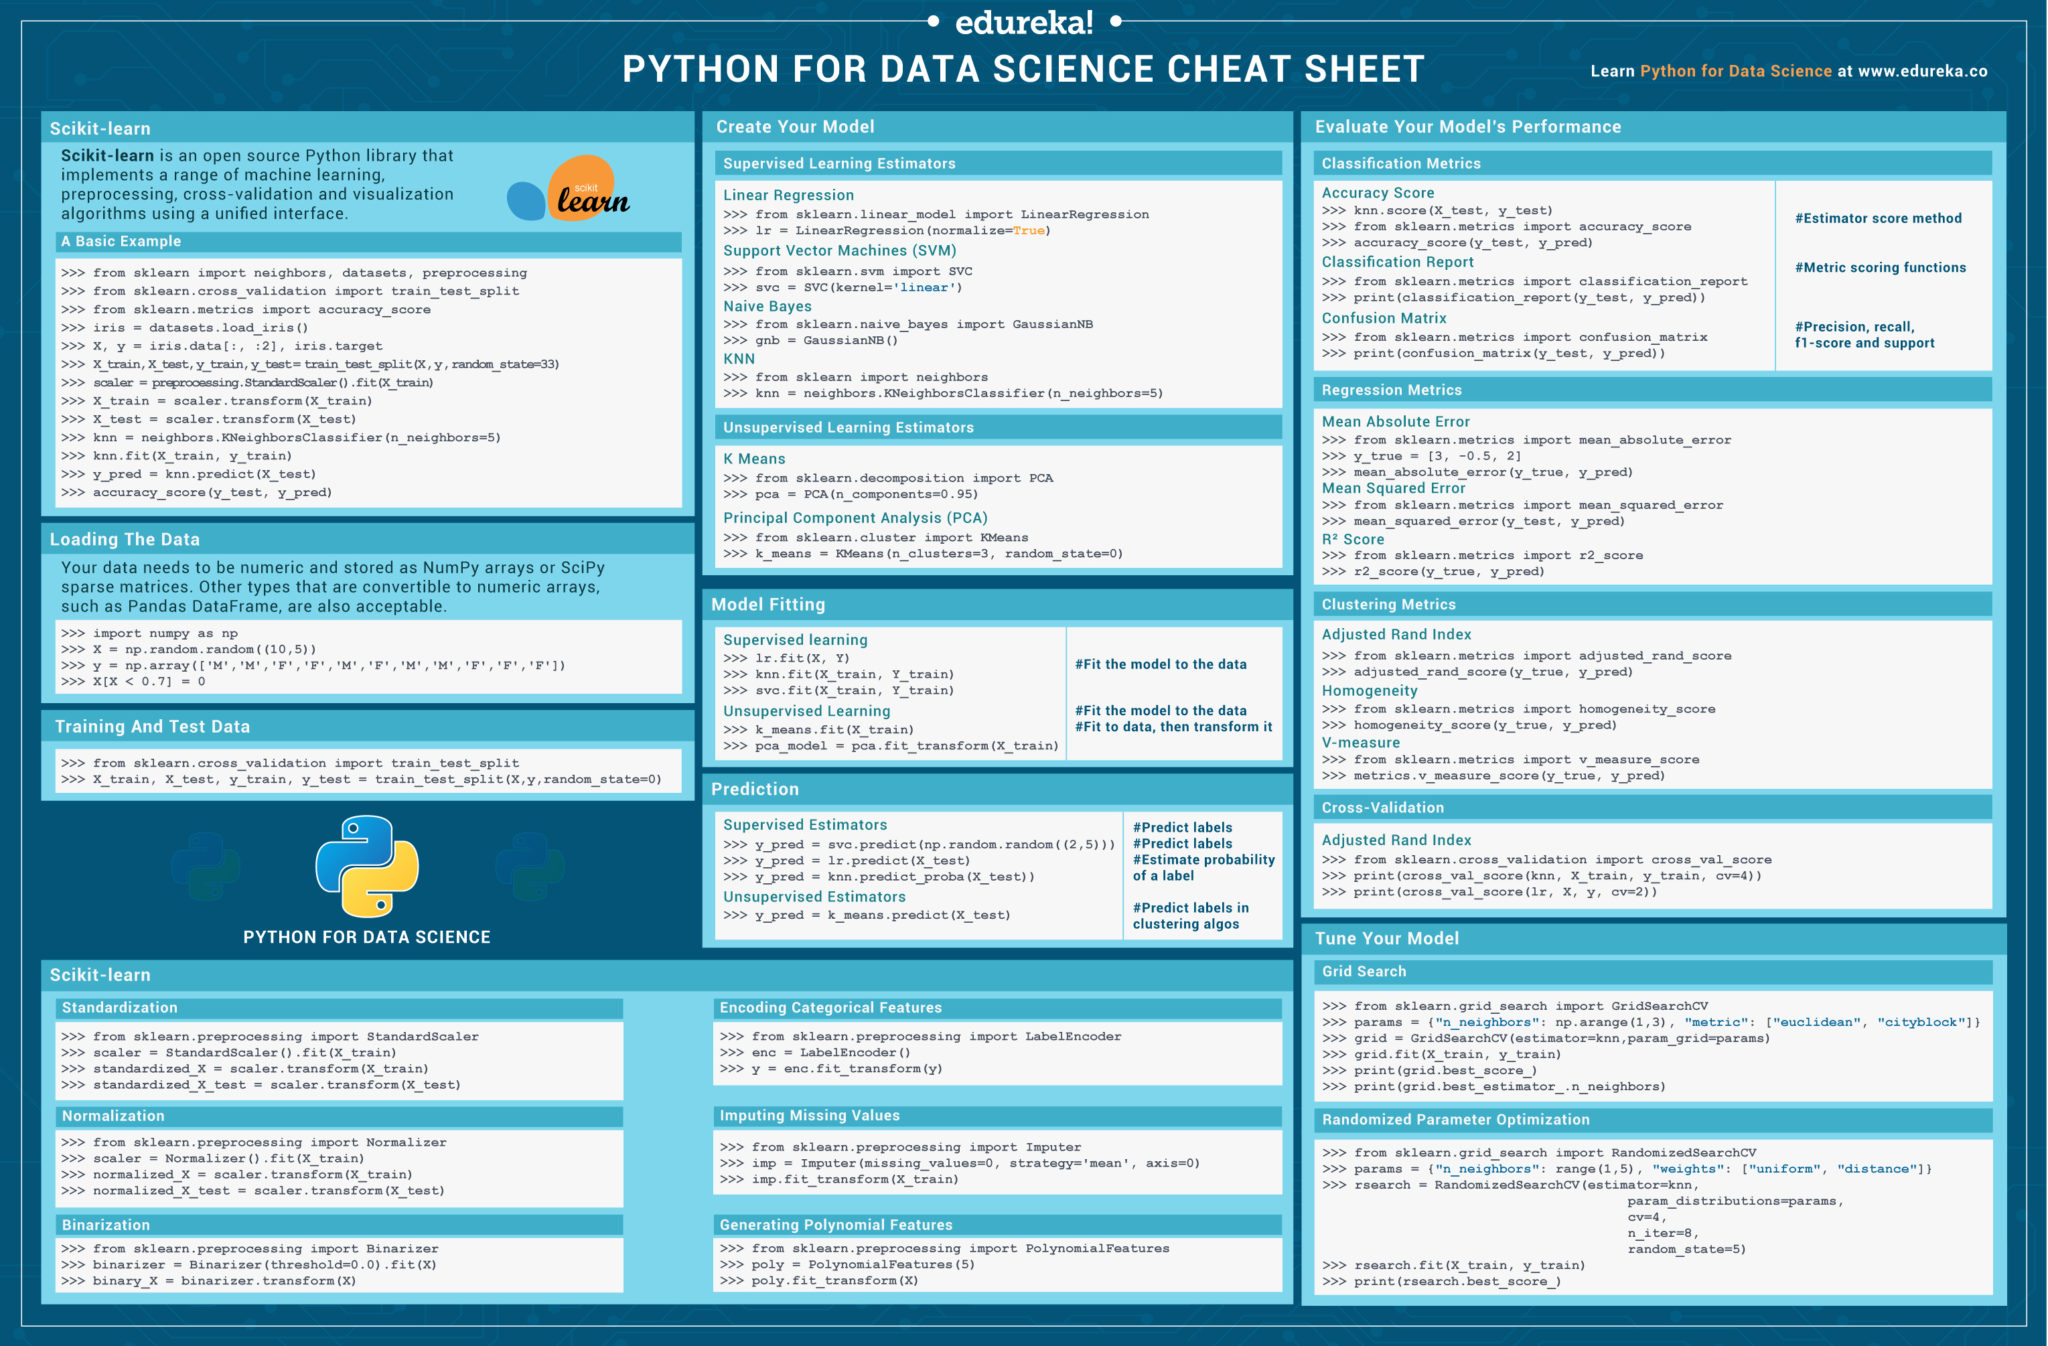 edureka!
PYTHON FOR DATA SCIENCE CHEAT SHEET
Learn Python for Data Science at www.edureka.co
Scikit-learn
Scikit-learn is an open source Python library that
implements a range of machine learning,
preprocessing, cross-validation and visualization
algorithms using a unified interface.
scikit
learn
A Basic Example
>>> from sklearn import neighbors, datasets, preprocessing
>>> from sklearn.cross_validation import train_test_split
>>> from sklearn.metrics import accuracy_score
>>> iris = datasets.load_iris()
>>> X, y = iris.data[:, :2], iris.target
>>> X_train, X_test, y_train, y_test= train_test_split(X, y, random_state=33)
>>> scaler = preprocessing.StandardScaler().fit(X_train)
>>> X_train = scaler.transform(X_train)
>>> X_test = scaler.transform(X_test)
>>> knn = neighbors.KNeighborsClassifier(n_neighbors=5)
>>> knn.fit(X_train, y_train)
>>> y_pred = knn.predict(X_test)
>>> accuracy_score(y_test, y_pred)
Loading The Data
Your data needs to be numeric and stored as NumPy arrays or SciPy
sparse matrices. Other types that are convertible to numeric arrays,
such as Pandas DataFrame, are also acceptable.
>>> import numpy as np
>>> X = np.random.random((10,5))
>>> y = np.array(['M','M','F','F','M','F','M','M','F','F','F'])
>>> X[X < 0.7] = 0
Training And Test Data
>>> from sklearn.cross_validation import train_test_split
>>> X_train, X_test, y_train, y_test = train_test_split(X,y,random_state=0)
PYTHON FOR DATA SCIENCE
Create Your Model
Supervised Learning Estimators
Linear Regression
>>> from sklearn.linear_model import LinearRegression
>>> lr = LinearRegression(normalize=True)
Support Vector Machines (SVM)
>>> from sklearn.svm import SVC
>>> svc = SVC(kernel='linear')
Naive Bayes
>>> from sklearn.naive_bayes import GaussianNB
>>> gnb = GaussianNB()
KNN
>>> from sklearn import neighbors
>>> knn = neighbors.KNeighborsClassifier(n_neighbors=5)
Unsupervised Learning Estimators
K Means
>>> from sklearn.decomposition import PCA
>>> pca = PCA(n_components=0.95)
Principal Component Analysis (PCA)
>>> from sklearn.cluster import KMeans
>>> k_means = KMeans(n_clusters=3, random_state=0)
Model Fitting
Supervised learning
>>> lr.fit(X, Y)
>>> knn.fit(X_train, Y_train)
>>> svc.fit(X_train, Y_train)
Unsupervised Learning
>>> k_means.fit(X_train)
>>> pca_model = pca.fit_transform(X_train)
#Fit the model to the data
#Fit the model to the data
#Fit to data, then transform it
Prediction
Supervised Estimators
>>> y_pred = svc.predict(np.random.random((2,5)))
>>> y_pred = lr.predict(X_test)
>>> y_pred = knn.predict_proba(X_test))
Unsupervised Estimators
>>> y_pred = k_means.predict(X_test)
#Predict labels
#Predict labels
#Estimate probability
of a label
#Predict labels in
clustering algos
Scikit-learn
Standardization
>>> from sklearn.preprocessing import StandardScaler
>>> scaler = StandardScaler().fit(X_train)
>>> standardized_X = scaler.transform(X_train)
>>> standardized_X_test = scaler.transform(X_test)
Normalization
>>> from sklearn.preprocessing import Normalizer
>>> scaler = Normalizer().fit(X_train)
>>> normalized_X = scaler.transform(X_train)
>>> normalized_X_test = scaler.transform(X_test)
Binarization
>>> from sklearn.preprocessing import Binarizer
>>> binarizer = Binarizer(threshold=0.0).fit(X)
>>> binary_X = binarizer.transform(X)
Encoding Categorical Features
>>> from sklearn.preprocessing import LabelEncoder
>>> enc = LabelEncoder()
>>> y = enc.fit_transform(y)
Imputing Missing Values
>>> from sklearn.preprocessing import Imputer
>>> imp = Imputer(missing_values=0, strategy='mean', axis=0)
>>> imp.fit_transform(X_train)
Generating Polynomial Features
>>> from sklearn.preprocessing import PolynomialFeatures
>>> poly = PolynomialFeatures(5)
>>> poly.fit_transform(X)
Evaluate Your Model's Performance
Classification Metrics
Accuracy Score
>>> knn.score(X_test, y_test)
>>> from sklearn.metrics import accuracy_score
>>> accuracy_score(y_test, y_pred)
Classification Report
>>> from sklearn.metrics import classification_report
>>> print(classification_report(y_test, y_pred))
Confusion Matrix
>>> from sklearn.metrics import confusion_matrix
>>> print(confusion_matrix(y_test, y_pred))
#Estimator score method
#Metric scoring functions
#Precision, recall,
f1-score and support
Regression Metrics
Mean Absolute Error
>>> from sklearn.metrics import mean_absolute_error
>>> y_true = [3, -0.5, 2]
>>> mean_absolute_error(y_true, y_pred)
Mean Squared Error
>>> from sklearn.metrics import mean_squared_error
>>> mean_squared_error(y_test, y_pred)
R² Score
>>> from sklearn.metrics import r2_score
>>> r2_score(y_true, y_pred)
Clustering Metrics
Adjusted Rand Index
>>> from sklearn.metrics import adjusted_rand_score
>>> adjusted_rand_score(y_true, y_pred)
Homogeneity
>>> from sklearn.metrics import homogeneity_score
>>> homogeneity_score(y_true, y_pred)
V-measure
>>> from sklearn.metrics import v_measure_score
>>> metrics.v_measure_score(y_true, y_pred)
Cross-Validation
Adjusted Rand Index
>>> from sklearn.cross_validation import cross_val_score
>>> print(cross_val_score(knn, X_train, y_train, cv=4))
>>> print(cross_val_score(lr, X, y, cv=2))
Tune Your Model
Grid Search
>>> from sklearn.grid_search import GridSearchCV
>>> params = {"n_neighbors": np.arange(1,3), "metric": ["euclidean", "cityblock"]}
>>> grid = GridSearchCV(estimator=knn,param_grid=params)
>>> grid.fit(X_train, y_train)
>>> print(grid.best_score_)
>>> print(grid.best_estimator_.n_neighbors)
Randomized Parameter Optimization
>>> from sklearn.grid_search import RandomizedSearchCV
>>> params = {"n_neighbors": range(1,5), "weights": ["uniform", "distance"]}
>>> rsearch = RandomizedSearchCV(estimator=knn,
param_distributions=params,
cv=4,
n_iter=8,
random_state=5)
>>> rsearch.fit(X_train, y_train)
>>> print(rsearch.best_score_)